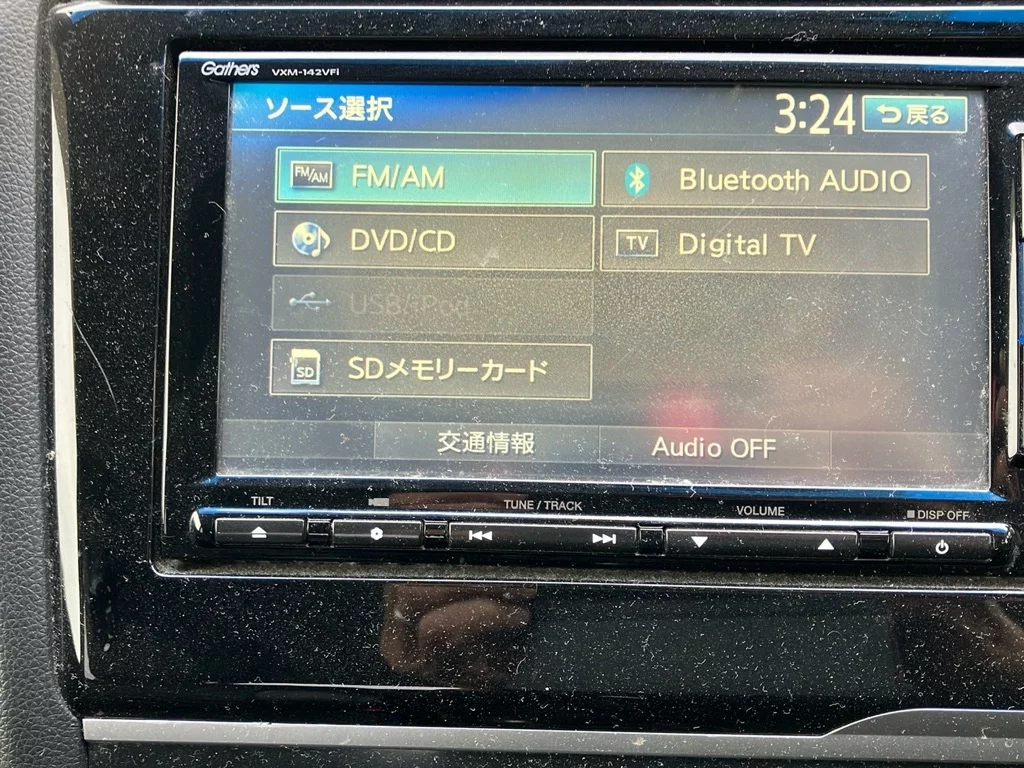 Gathers VXM-142VFi
ソース選択 3:24 戻る
FM/AM FM/AM
Bluetooth AUDIO
DVD/CD
TV Digital TV
USB/iPod
SD SDメモリーカード
交通情報 Audio OFF
TILT TUNE / TRACK VOLUME DISP OFF